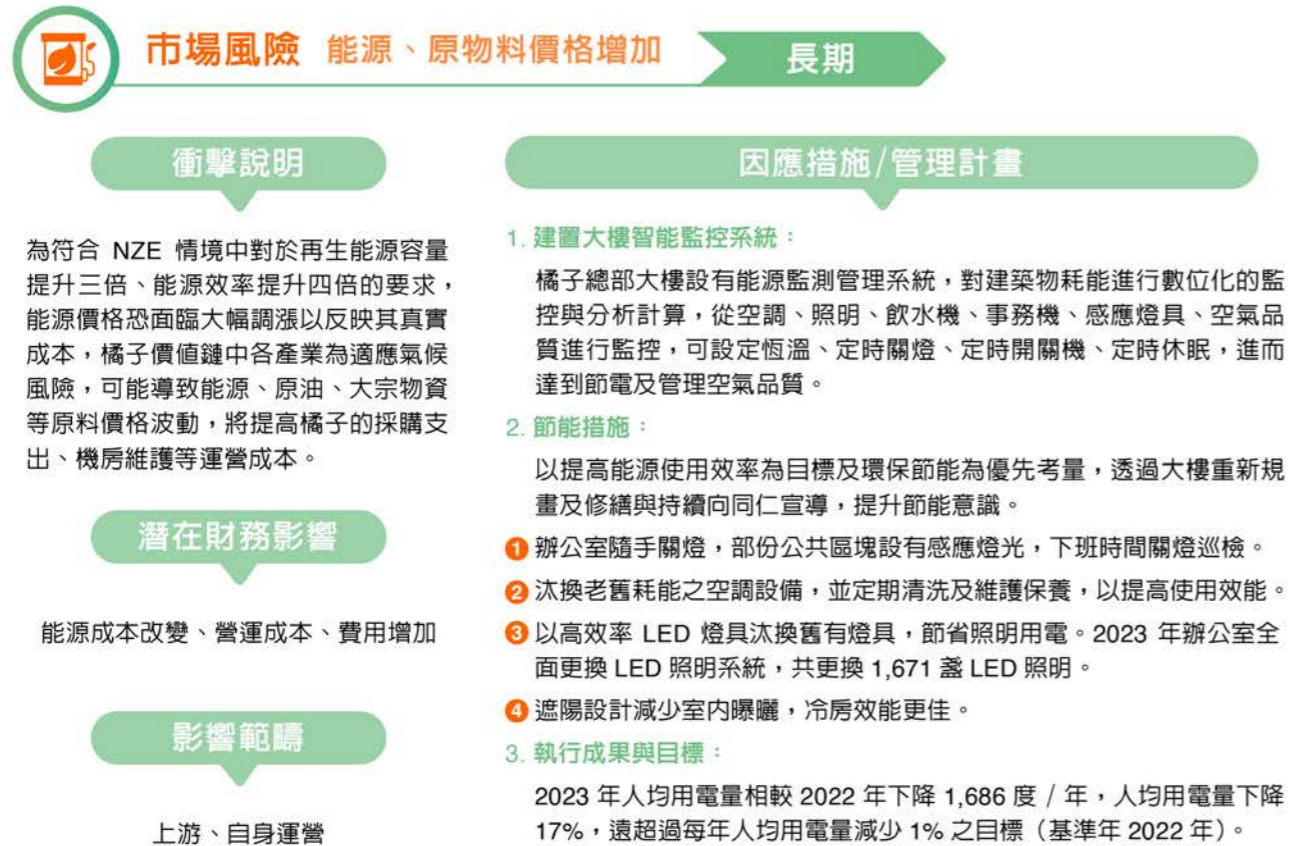 市場風險 能源、原物料價格增加 長期
衝擊說明
為符合 NZE 情境中對於再生能源容量
提升三倍、能源效率提升四倍的要求，
能源價格恐面臨大幅調漲以反映其真實
成本，橘子價值鏈中各產業為適應氣候
風險，可能導致能源、原油、大宗物資
等原料價格波動，將提高橘子的採購支
出、機房維護等運營成本。
潛在財務影響
能源成本改變、營運成本、費用增加
影響範疇
上游、自身運營
因應措施/管理計畫
1. 建置大樓智能監控系統：
橘子總部大樓設有能源監測管理系統，對建築物耗能進行數位化的監
控與分析計算，從空調、照明、飲水機、事務機、感應燈具、空氣品
質進行監控，可設定恆溫、定時關燈、定時開關機、定時休眠，進而
達到節電及管理空氣品質。
2. 節能措施：
以提高能源使用效率為目標及環保節能為優先考量，透過大樓重新規
畫及修繕與持續向同仁宣導，提升節能意識。
1 辦公室隨手關燈，部份公共區塊設有感應燈光，下班時間關燈巡檢。
2 汰換老舊耗能之空調設備，並定期清洗及維護保養，以提高使用效能。
3 以高效率 LED 燈具汰換舊有燈具，節省照明用電。2023 年辦公室全
面更換 LED 照明系統，共更換 1,671 盞 LED 照明。
4 遮陽設計減少室內曝曬，冷房效能更佳。
3. 執行成果與目標：
2023 年人均用電量相較 2022 年下降 1,686 度 / 年，人均用電量下降
17%，遠超過每年人均用電量減少 1% 之目標（基準年 2022 年）。